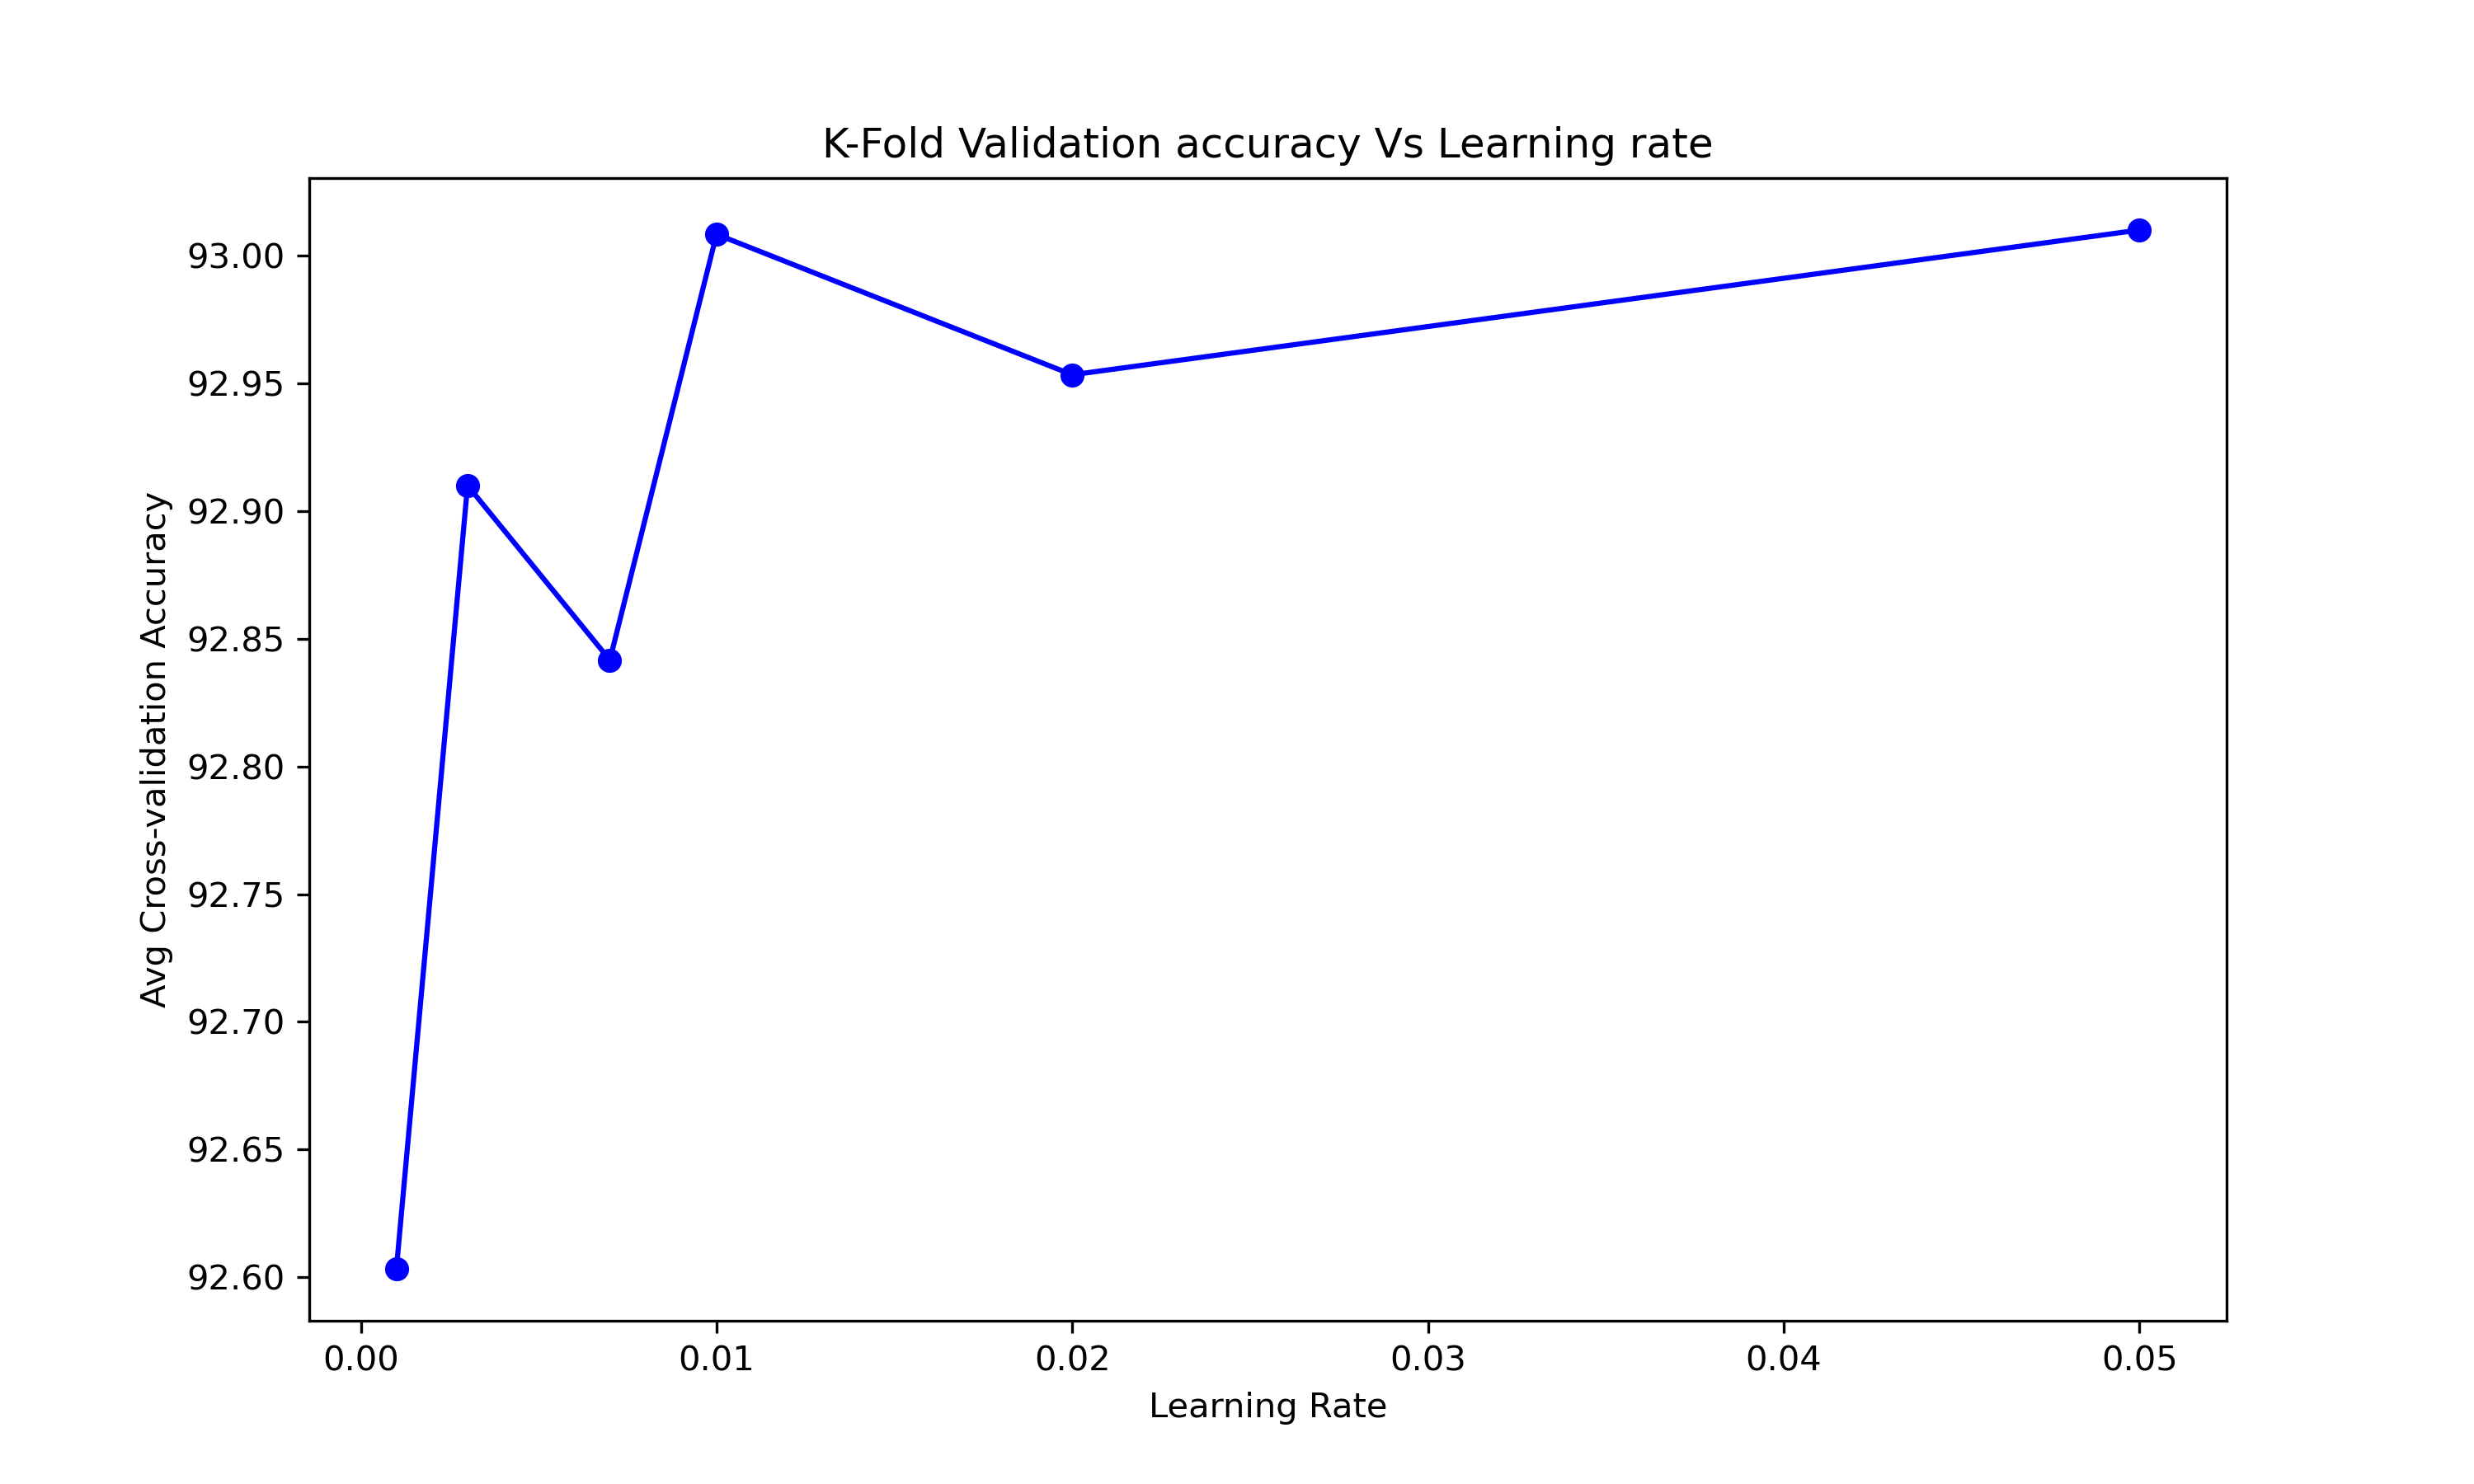 K-Fold Validation accuracy Vs Learning rate
Avg Cross-validation Accuracy
93.00
92.95
92.90
92.85
92.80
92.75
92.70
92.65
92.60
0.00 0.01 0.02 0.03 0.04 0.05
Learning Rate